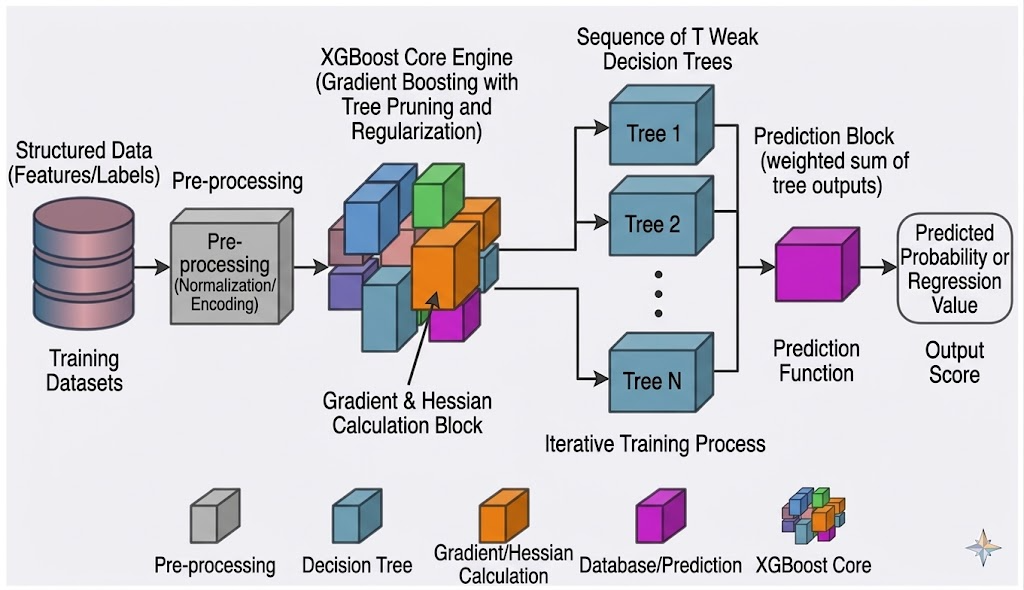 Structured Data
(Features/Labels)
Training
Datasets
Pre-processing
Pre-
processing
(Normalization/
Encoding)
XGBoost Core Engine
(Gradient Boosting with
Tree Pruning and
Regularization)
Gradient & Hessian
Calculation Block
Sequence of T Weak
Decision Trees
Tree 1
Tree 2
Tree N
Iterative Training Process
Prediction Block
(weighted sum of
tree outputs)
Prediction
Function
Predicted
Probability or
Regression
Value
Output
Score
Pre-processing
Decision Tree
Gradient/Hessian
Calculation
Database/Prediction
XGBoost Core